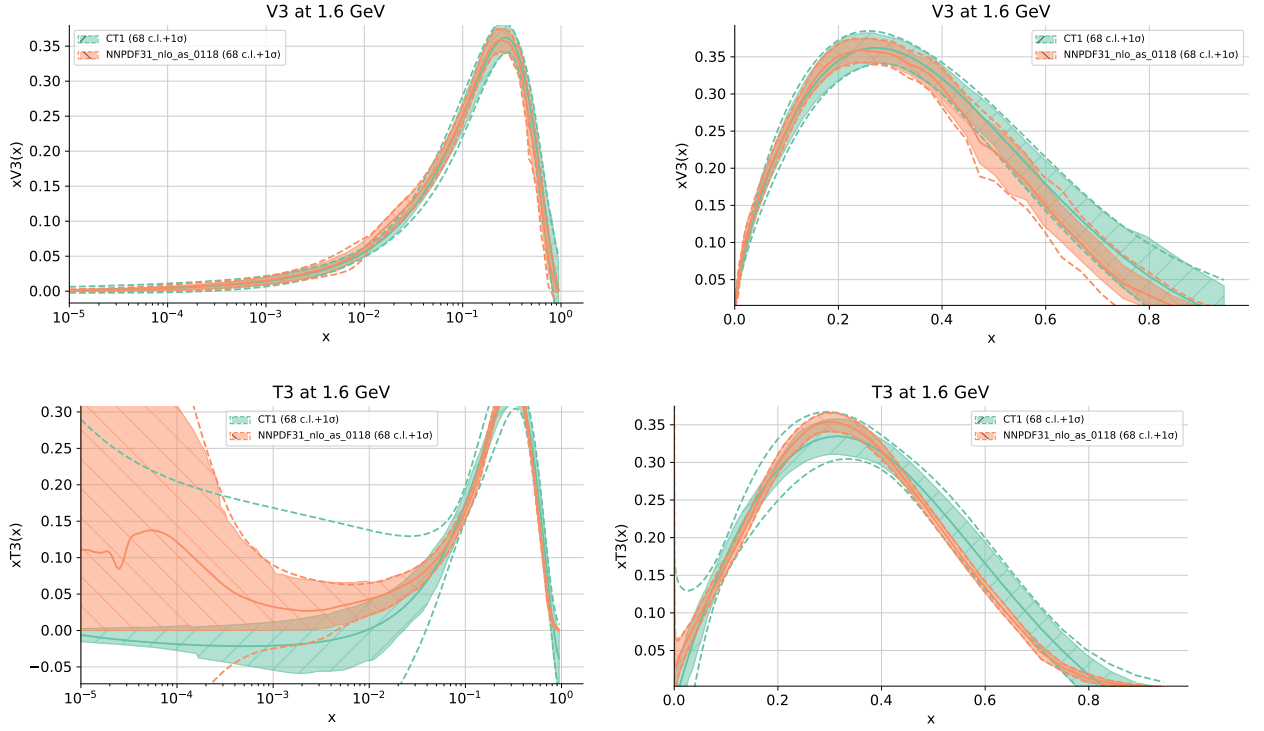 V3 at 1.6 GeV
CT1 (68 c.l.+1σ)
NNPDF31_nlo_as_0118 (68 c.l.+1σ)
xV3(x)
0.35
0.30
0.25
0.20
0.15
0.10
0.05
0.00
10⁻⁵
10⁻⁴
10⁻³
10⁻²
10⁻¹
10⁰
x
V3 at 1.6 GeV
CT1 (68 c.l.+1σ)
NNPDF31_nlo_as_0118 (68 c.l.+1σ)
xV3(x)
0.35
0.30
0.25
0.20
0.15
0.10
0.05
0.0
0.2
0.4
0.6
0.8
x
T3 at 1.6 GeV
CT1 (68 c.l.+1σ)
NNPDF31_nlo_as_0118 (68 c.l.+1σ)
xT3(x)
0.30
0.25
0.20
0.15
0.10
0.05
0.00
−0.05
10⁻⁵
10⁻⁴
10⁻³
10⁻²
10⁻¹
10⁰
x
T3 at 1.6 GeV
CT1 (68 c.l.+1σ)
NNPDF31_nlo_as_0118 (68 c.l.+1σ)
xT3(x)
0.35
0.30
0.25
0.20
0.15
0.10
0.05
0.0
0.2
0.4
0.6
0.8
x